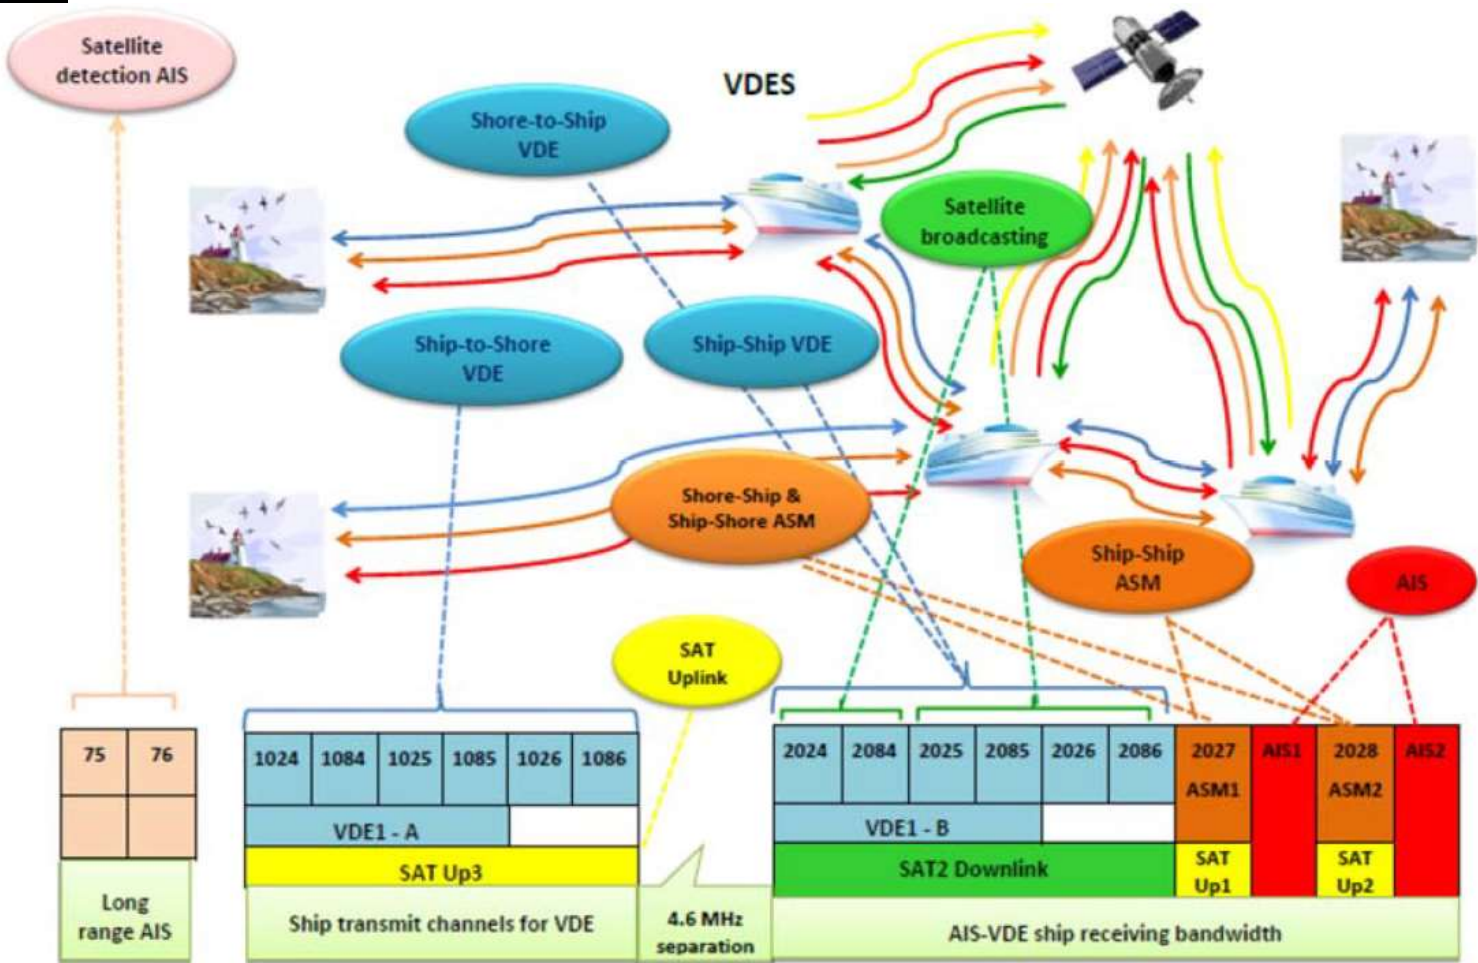 Satellite
detection AIS
VDES
Shore-to-Ship
VDE
Satellite
broadcasting
Ship-to-Shore
VDE
Ship-Ship VDE
Shore-Ship &
Ship-Shore ASM
Ship-Ship
ASM
AIS
SAT
Uplink
75 76
1024 1084 1025 1085 1026 1086
2024 2084 2025 2085 2026 2086 2027 AIS1 2028 AIS2
ASM1 ASM2
VDE1 - A
VDE1 - B
SAT Up3
SAT2 Downlink
SAT
Up1
SAT
Up2
Long
range AIS
Ship transmit channels for VDE
4.6 MHz
separation
AIS-VDE ship receiving bandwidth